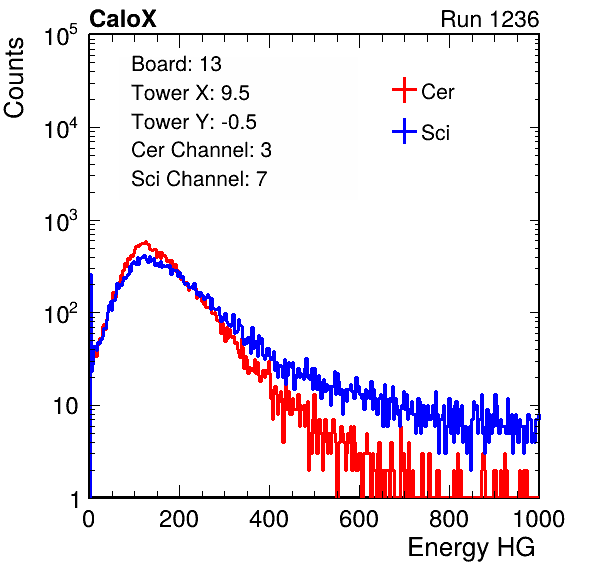 CaloX Run 1236
Counts
Board: 13
Tower X: 9.5
Tower Y: -0.5
Cer Channel: 3
Sci Channel: 7
Cer
Sci
10^5
10^4
10^3
10^2
10
1
0 200 400 600 800 1000
Energy HG